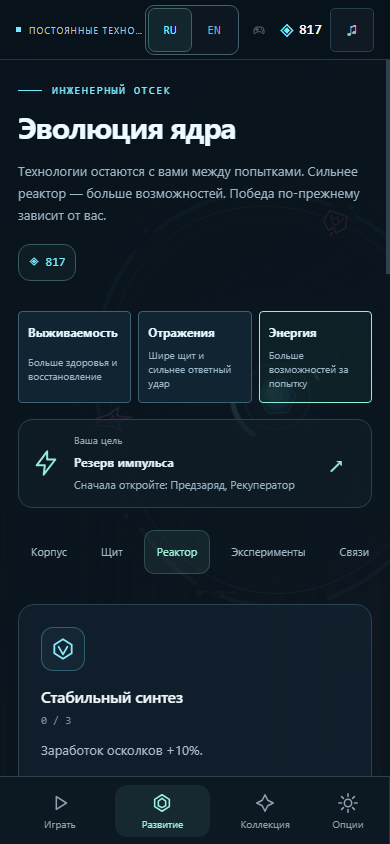 ПОСТОЯННЫЕ ТЕХНО…
RU
EN
817
ИНЖЕНЕРНЫЙ ОТСЕК
Эволюция ядра
Технологии остаются с вами между попытками. Сильнее
реактор — больше возможностей. Победа по-прежнему
зависит от вас.
817
Выживаемость
Больше здоровья и
восстановление
Отражения
Шире щит и
сильнее ответный
удар
Энергия
Больше
возможностей за
попытку
Ваша цель
Резерв импульса
Сначала откройте: Предзаряд, Рекуператор
Корпус
Щит
Реактор
Эксперименты
Связи
Стабильный синтез
0 / 3
Заработок осколков +10%.
Играть
Развитие
Коллекция
Опции